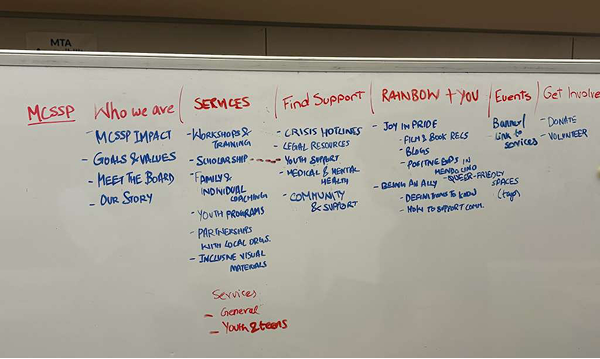 MTA
MCSSP
Who we are
- MCSSP IMPACT
- GOALS & VALUES
- MEET THE BOARD
- OUR STORY
SERVICES
- WORKSHOPS &
TRAINING
- SCHOLARSHIP
- FAMILY &
INDIVIDUAL
COACHING
- YOUTH PROGRAMS
- PARTNERSHIPS
WITH LOCAL ORGS.
- INCLUSIVE VISUAL
MATERIALS
Services
- General
- Youth & teens
Find Support
- CRISIS HOTLINES
- LEGAL RESOURCES
- YOUTH SUPPORT
- MEDICAL & MENTAL
HEALTH
- COMMUNITY
& SUPPORT
RAINBOW + YOU
- JOY IN PRIDE
- FILM & BOOK RECS
- BLOGS
- POSITIVE BIPS IN
MENDOCINO
- QUEER-FRIENDLY
SPACES
(tags)
- BEING AN ALLY
- DEFINITIONS TO KNOW
- HOW TO SUPPORT COMM.
Events
Banner/
Link to
services
Get Involve
- DONATE
- VOLUNTEER